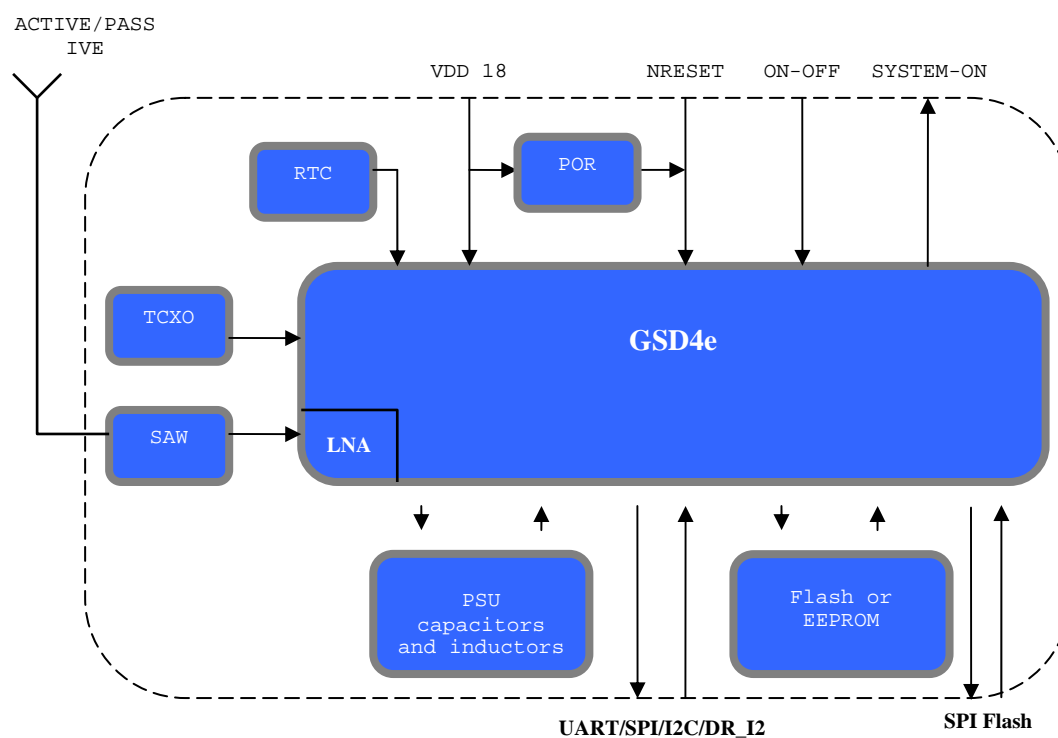 ACTIVE/PASS
IVE
VDD 18
NRESET
ON-OFF
SYSTEM-ON
RTC
POR
TCXO
GSD4e
SAW
LNA
PSU
capacitors
and inductors
Flash or
EEPROM
UART/SPI/I2C/DR_I2
SPI Flash